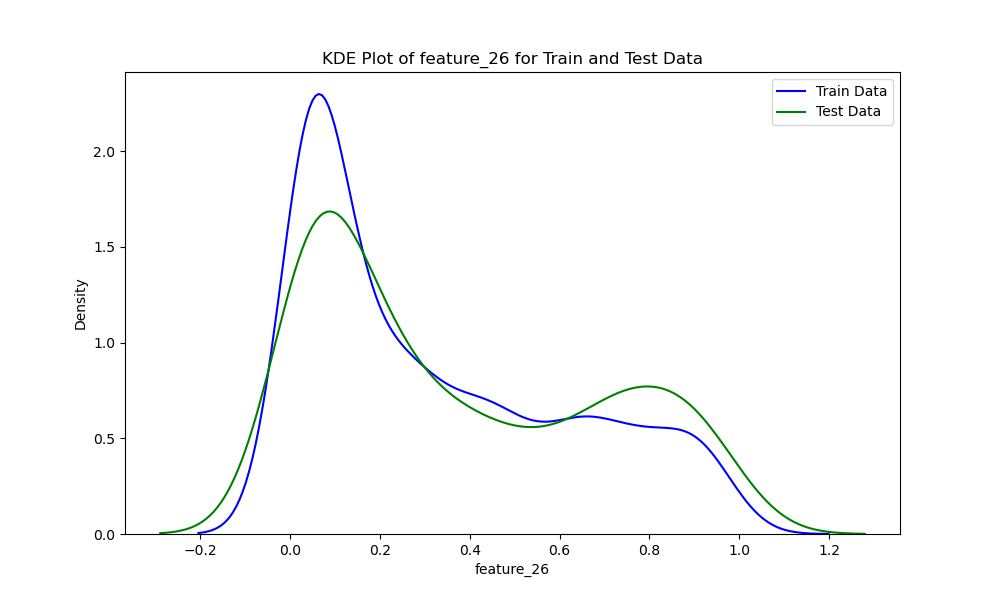 KDE Plot of feature_26 for Train and Test Data
Train Data
Test Data
Density
2.0
1.5
1.0
0.5
0.0
−0.2
0.0
0.2
0.4
0.6
0.8
1.0
1.2
feature_26